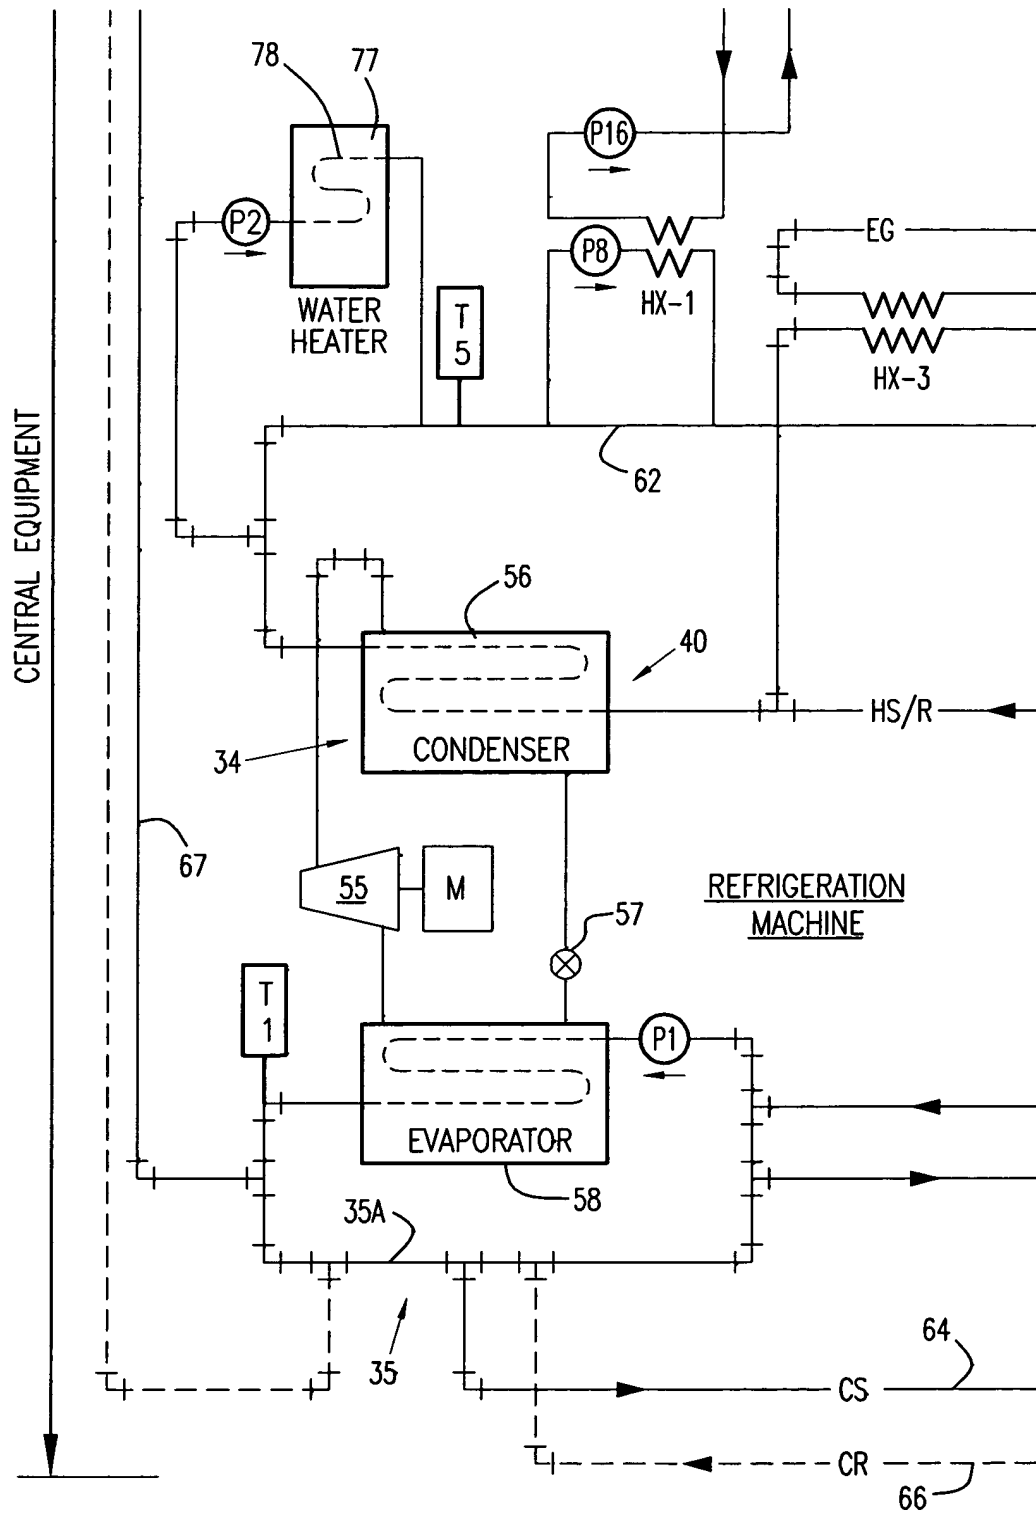 78
77
P16
P2
P8
EG
WATER
HEATER
T
5
HX-1
HX-3
62
CENTRAL EQUIPMENT
56
40
HS/R
CONDENSER
34
67
55
M
REFRIGERATION
MACHINE
57
T
1
P1
EVAPORATOR
58
35A
35
64
CS
CR
66